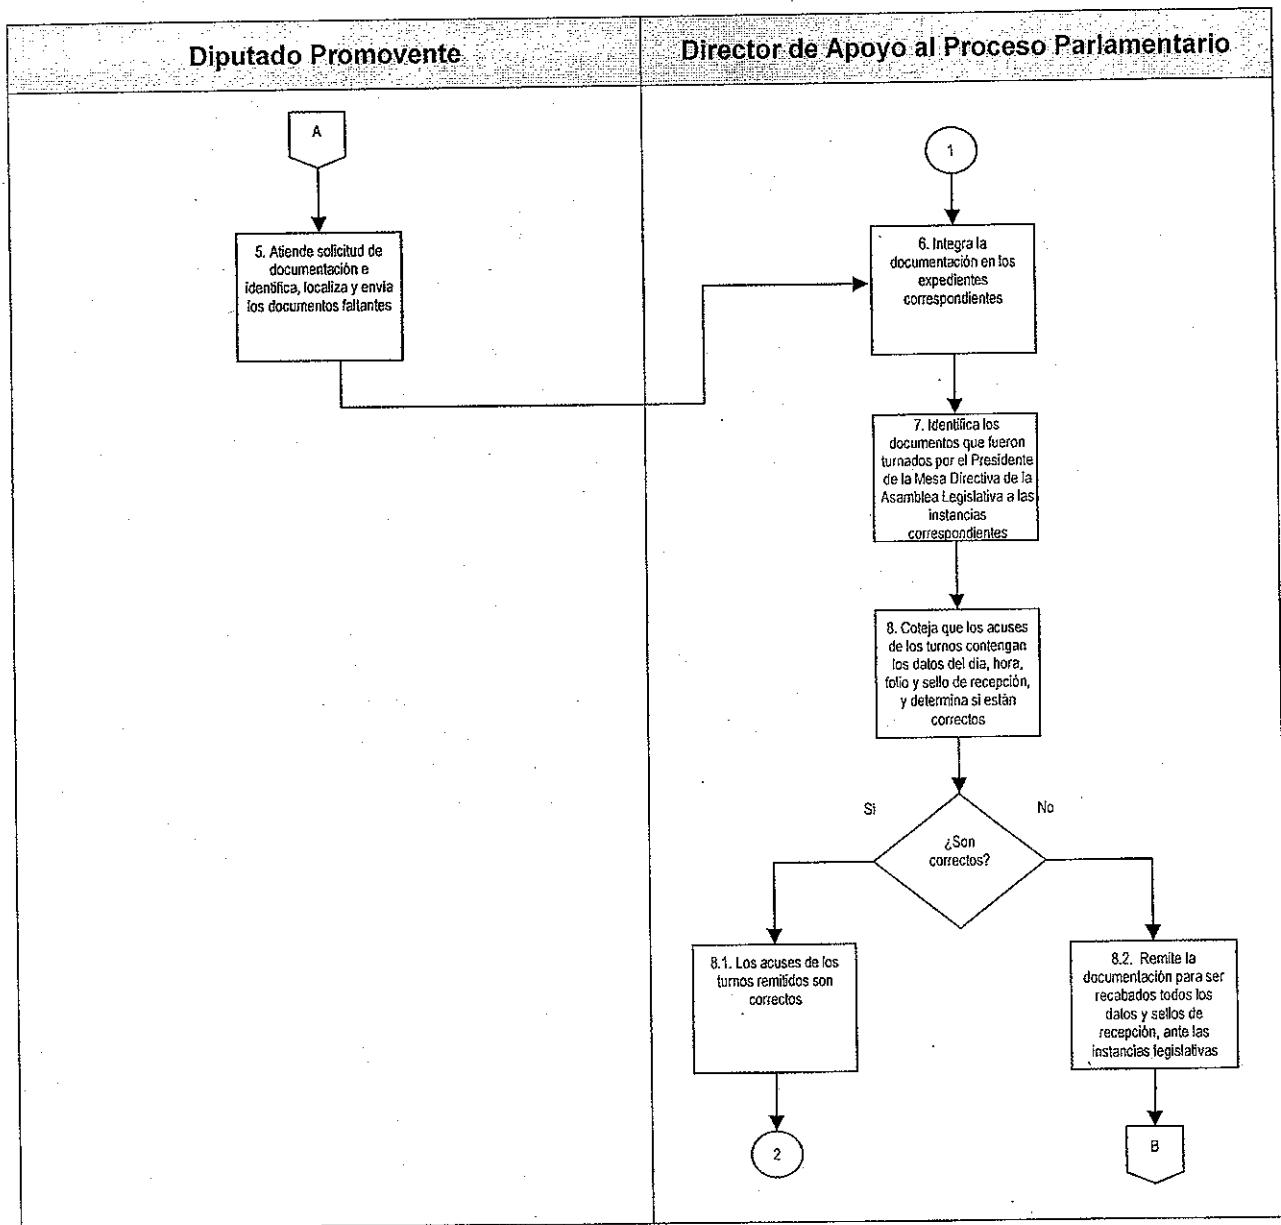 Diputado Promovente
Director de Apoyo al Proceso Parlamentario
A
1
5. Atiende solicitud de
documentación e
identifica, localiza y envia
los documentos faltantes
6. Integra la
documentación en los
expedientes
correspondientes
7. Identifica los
documentos que fueron
turnados por el Presidente
de la Mesa Directiva de la
Asamblea Legislativa a las
instancias
correspondientes
8. Coteja que los acuses
de los turnos contengan
los datos del dia, hora,
folio y sello de recepción,
y determina si están
correctos
Si
No
¿Son
correctos?
8.1. Los acuses de los
turnos remitidos son
correctos
8.2. Remite la
documentación para ser
recabados todos los
datos y sellos de
recepción, ante las
instancias legislativas
2
B